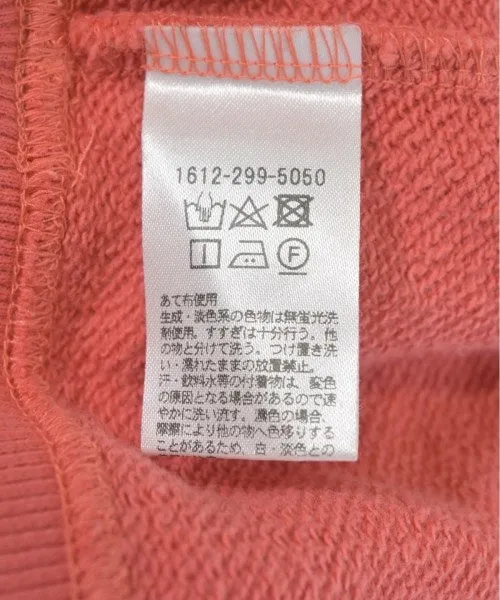 1612-299-5050
F
あて布使用
生成・淡色系の色物は無蛍光洗
剤使用。すすぎは十分行う。他
の物と分けて洗う。つけ置き洗
い・濡れたままの放置禁止。
汗・飲料水等の付着物は、変色
の原因となる場合があるので速
やかに洗い流す。濃色の場合、
摩擦により他の物へ色移りする
ことがあるため、白・淡色との